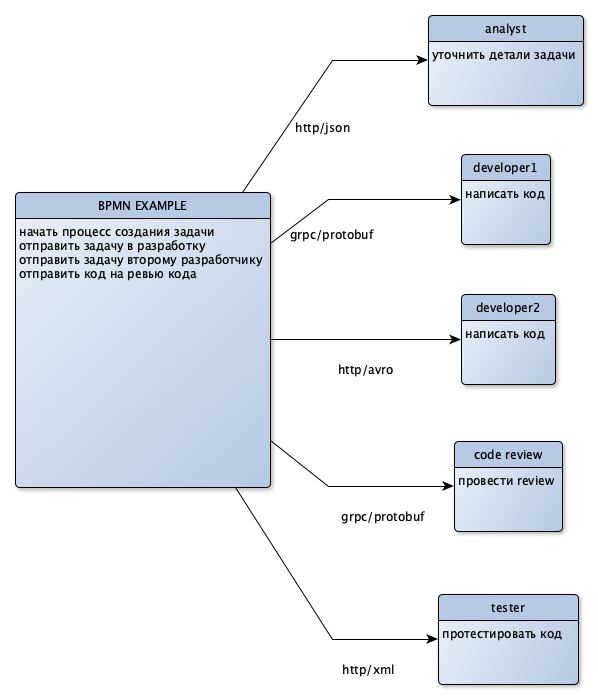 analyst
уточнить детали задачи
http/json
developer1
написать код
grpc/protobuf
BPMN EXAMPLE
начать процесс создания задачи
отправить задачу в разработку
отправить задачу второму разработчику
отправить код на ревью кода
developer2
написать код
http/avro
code review
провести review
grpc/protobuf
tester
протестировать код
http/xml